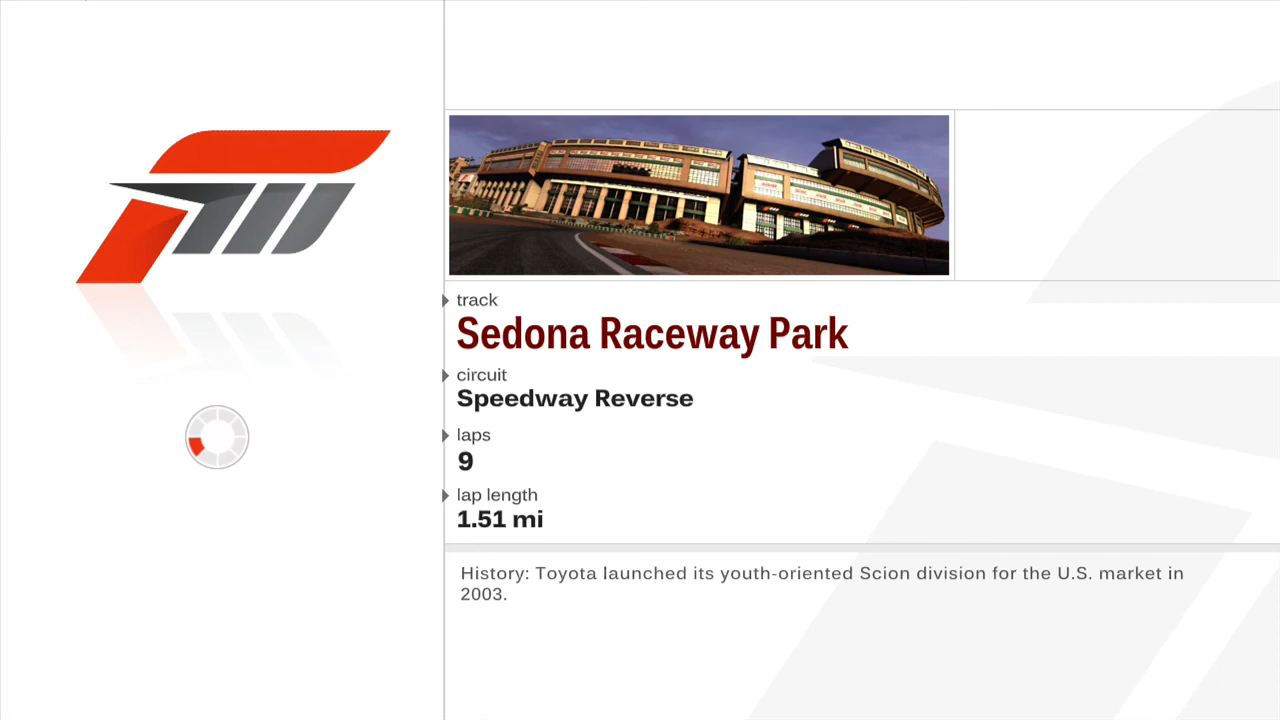 track
Sedona Raceway Park
circuit
Speedway Reverse
laps
9
lap length
1.51 mi
History: Toyota launched its youth-oriented Scion division for the U.S. market in
2003.